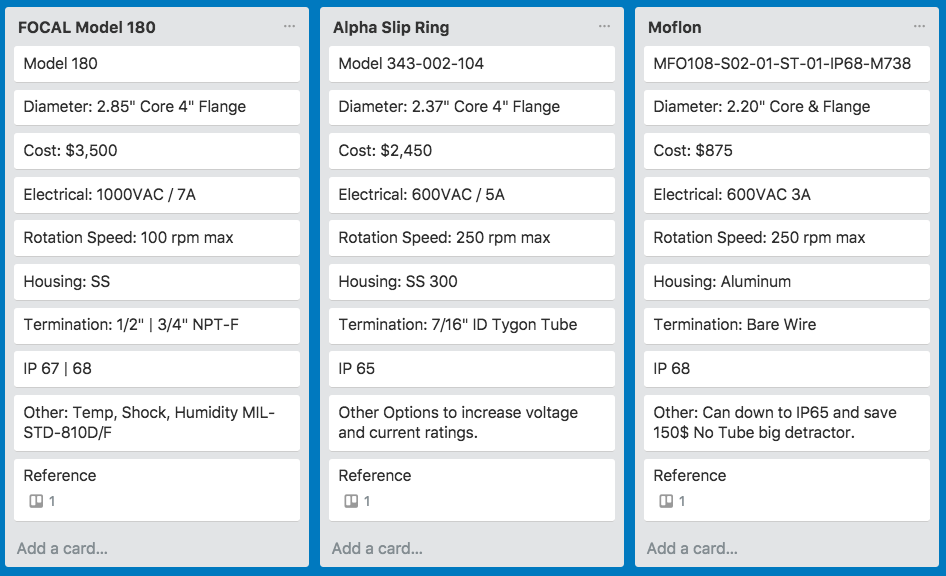 FOCAL Model 180
Model 180
Diameter: 2.85" Core 4" Flange
Cost: $3,500
Electrical: 1000VAC / 7A
Rotation Speed: 100 rpm max
Housing: SS
Termination: 1/2" | 3/4" NPT-F
IP 67 | 68
Other: Temp, Shock, Humidity MIL-
STD-810D/F
Reference
1
Add a card...
Alpha Slip Ring
Model 343-002-104
Diameter: 2.37" Core 4" Flange
Cost: $2,450
Electrical: 600VAC / 5A
Rotation Speed: 250 rpm max
Housing: SS 300
Termination: 7/16" ID Tygon Tube
IP 65
Other Options to increase voltage
and current ratings.
Reference
1
Add a card...
Moflon
MFO108-S02-01-ST-01-IP68-M738
Diameter: 2.20" Core & Flange
Cost: $875
Electrical: 600VAC 3A
Rotation Speed: 250 rpm max
Housing: Aluminum
Termination: Bare Wire
IP 68
Other: Can down to IP65 and save
150$ No Tube big detractor.
Reference
1
Add a card...